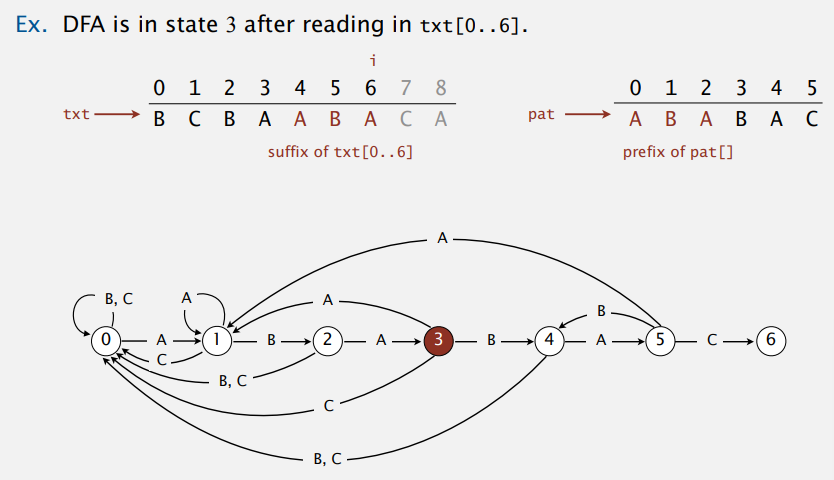 Ex. DFA is in state 3 after reading in txt[0..6].
i
0 1 2 3 4 5 6 7 8
txt B C B A A B A C A
suffix of txt[0..6]
0 1 2 3 4 5
pat A B A B A C
prefix of pat[]
A
B, C
A
A
B
0 A 1 B 2 A 3 B 4 A 5 C 6
C
B, C
C
B, C